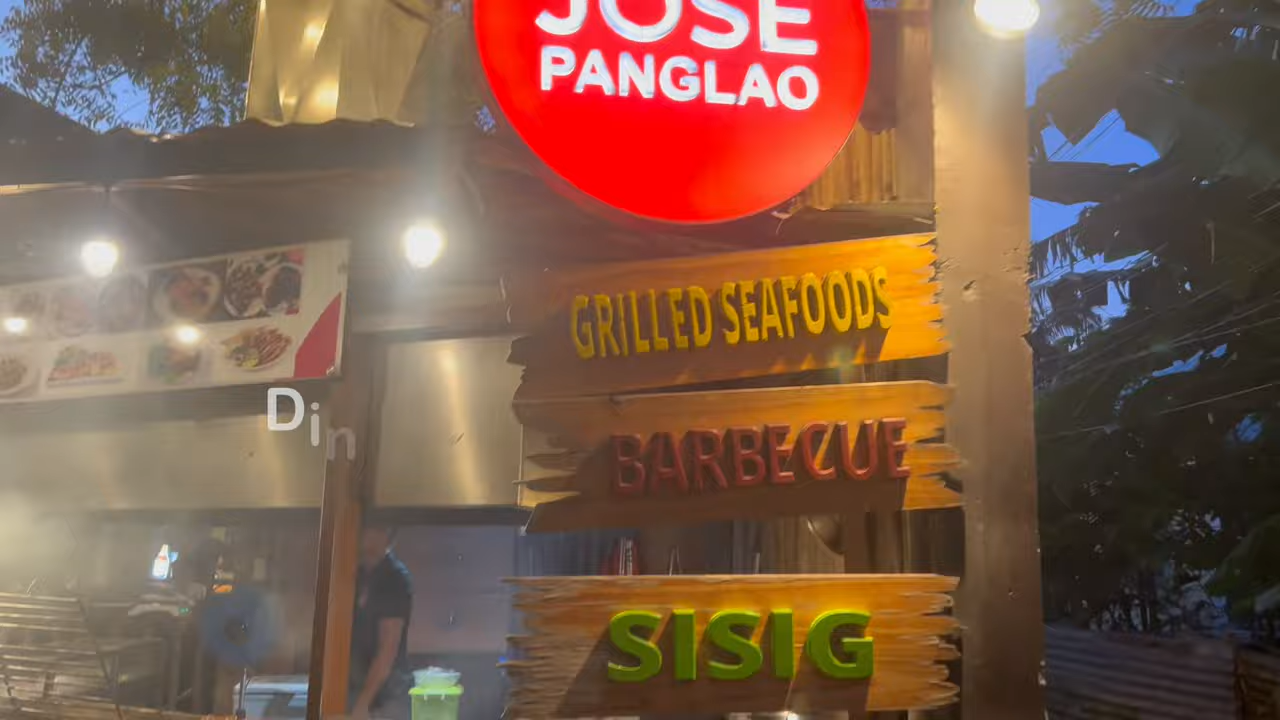 JOSE
PANGLAO
GRILLED SEAFOODS
BARBECUE
Din
SISIG